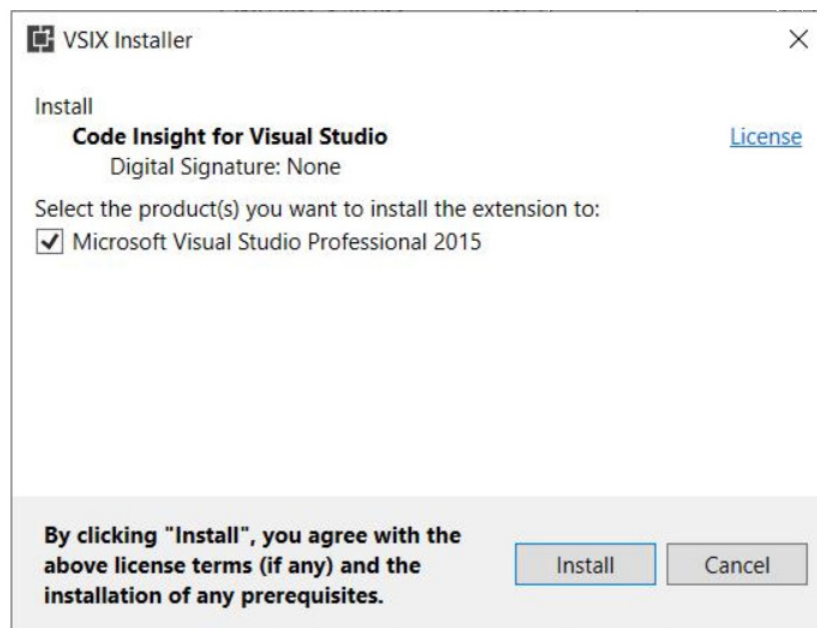 VSIX Installer
Install
Code Insight for Visual Studio
License
Digital Signature: None
Select the product(s) you want to install the extension to:
Microsoft Visual Studio Professional 2015
By clicking "Install", you agree with the
above license terms (if any) and the
installation of any prerequisites.
Install
Cancel